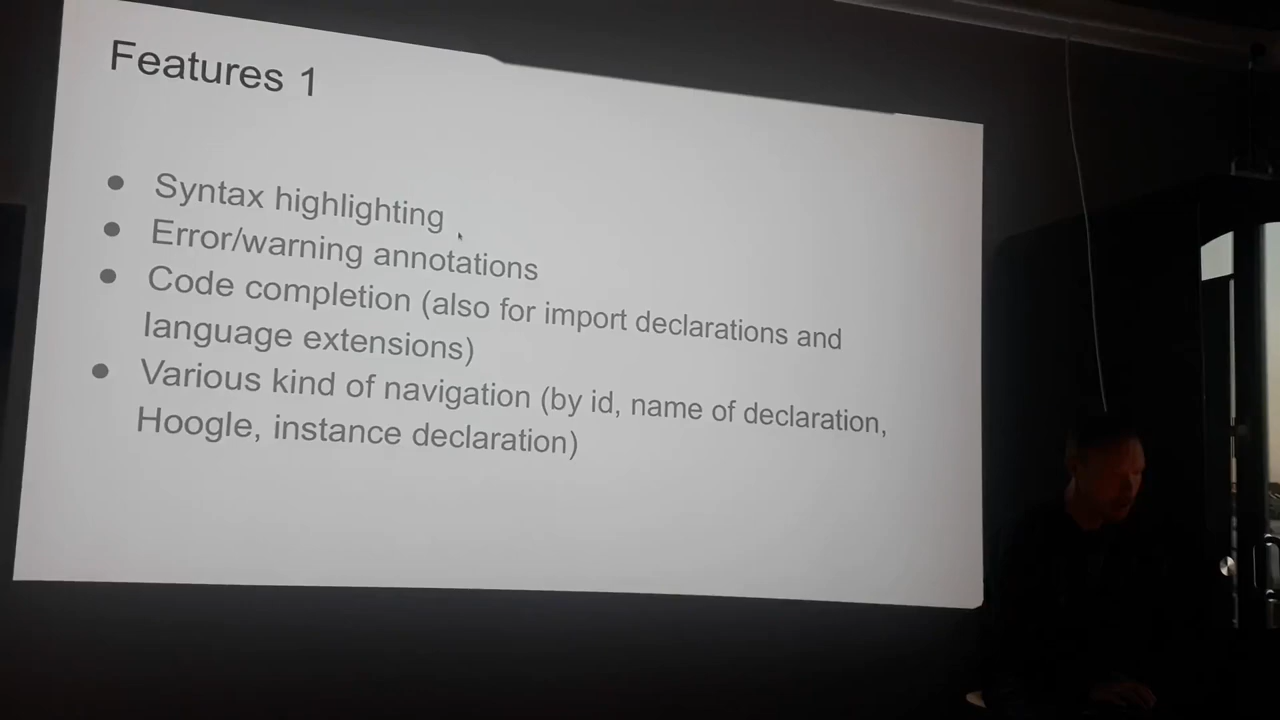 Features 1
● Syntax highlighting
● Error/warning annotations
● Code completion (also for import declarations and
language extensions)
● Various kind of navigation (by id, name of declaration,
Hoogle, instance declaration)